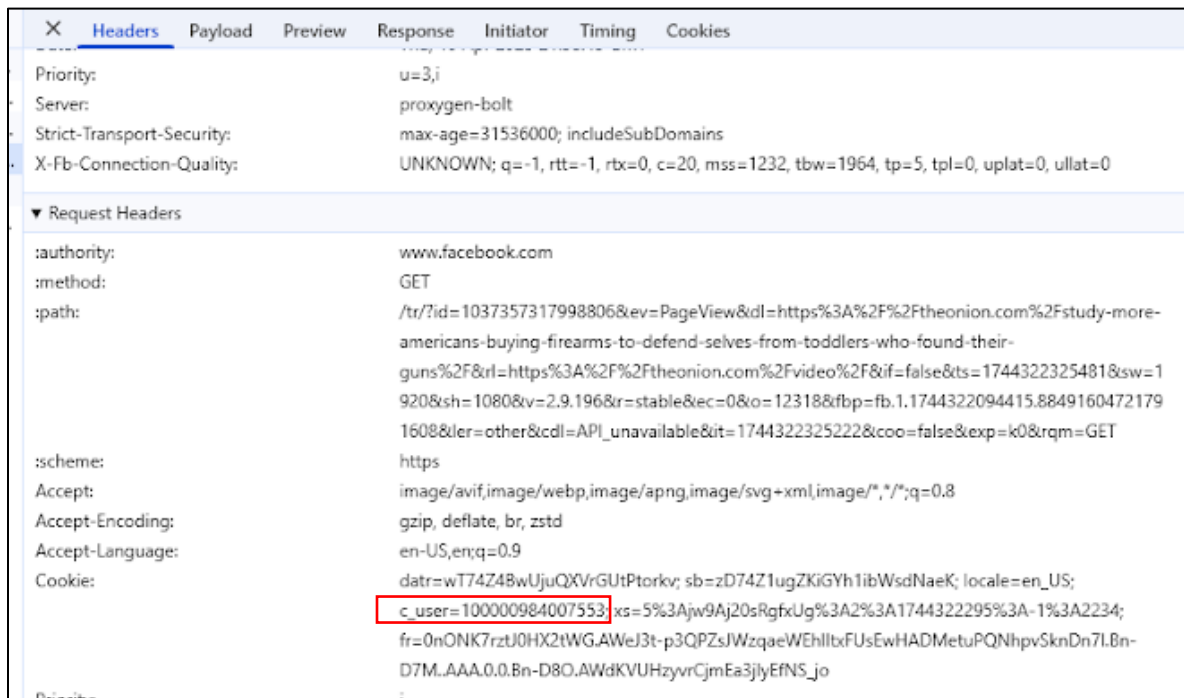 Headers Payload Preview Response Initiator Timing Cookies
Priority: u=3,i
Server: proxygen-bolt
Strict-Transport-Security: max-age=31536000; includeSubDomains
X-Fb-Connection-Quality: UNKNOWN; q=-1, rtt=-1, rtx=0, c=20, mss=1232, tbw=1964, tp=5, tpl=0, uplat=0, ullat=0
▼ Request Headers
:authority: www.facebook.com
:method: GET
:path: /tr/?id=1037357317998806&ev=PageView&dl=https%3A%2F%2Ftheonion.com%2Fstudy-more-
americans-buying-firearms-to-defend-selves-from-toddlers-who-found-their-
guns%2F&rl=https%3A%2F%2Ftheonion.com%2Fvideo%2F&if=false&ts=1744322325481&sw=1
920&sh=1080&v=2.9.196&r=stable&ec=0&o=12318&fbp=fb.1.1744322094415.8849160472179
1608&ler=other&cdl=API_unavailable&it=1744322325222&coo=false&exp=k0&rqm=GET
:scheme: https
Accept: image/avif,image/webp,image/apng,image/svg+xml,image/*,*/*;q=0.8
Accept-Encoding: gzip, deflate, br, zstd
Accept-Language: en-US,en;q=0.9
Cookie: datr=wT74Z4BwUjuQXVrGUtPtorkv; sb=zD74Z1ugZKiGYh1ibWsdNaeK; locale=en_US;
c_user=100000984007553; xs=5%3Ajw9Aj20sRgfxUg%3A2%3A1744322295%3A-1%3A2234;
fr=0nONK7rztJ0HX2tWG.AWeJ3t-p3QPZsJWzqaeWEhlltxFUsEwHADMetuPQNhpvSknDn7I.Bn-
D7M..AAA.0.0.Bn-D8O.AWdKVUHzyvrCjmEa3jlyEfNS_jo